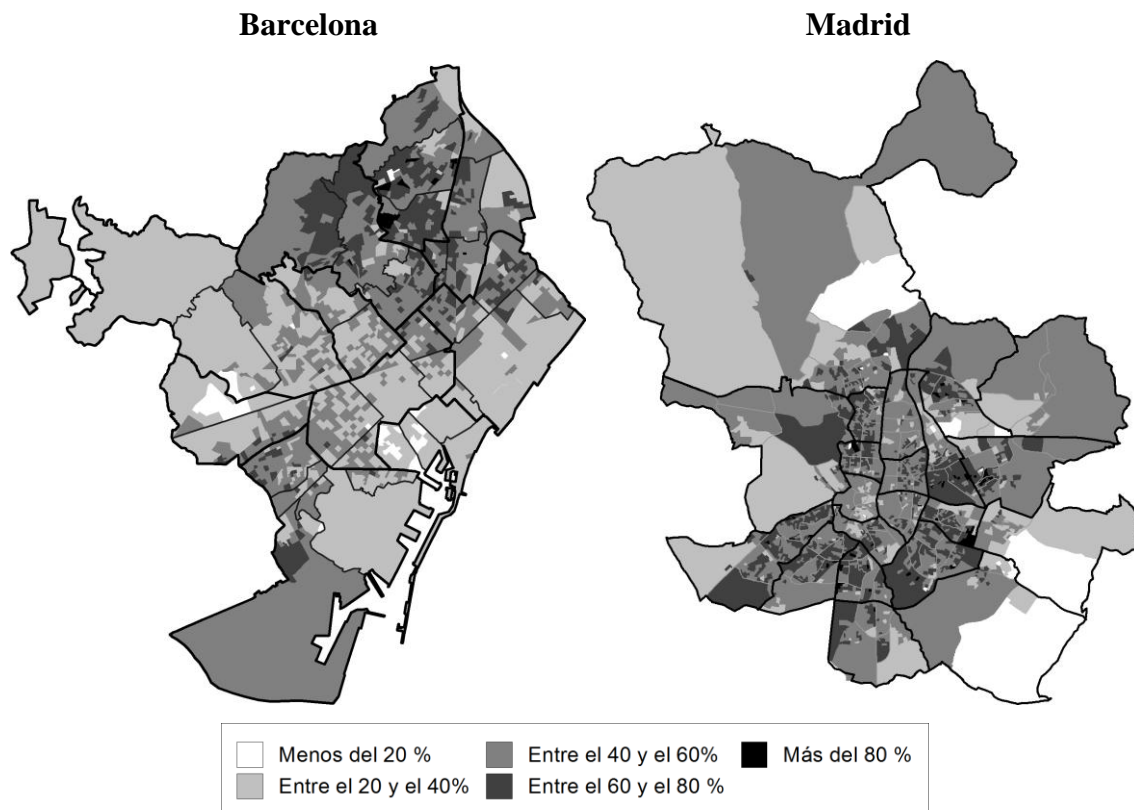 Barcelona Madrid
Menos del 20 % Entre el 40 y el 60% Más del 80 %
Entre el 20 y el 40% Entre el 60 y el 80 %